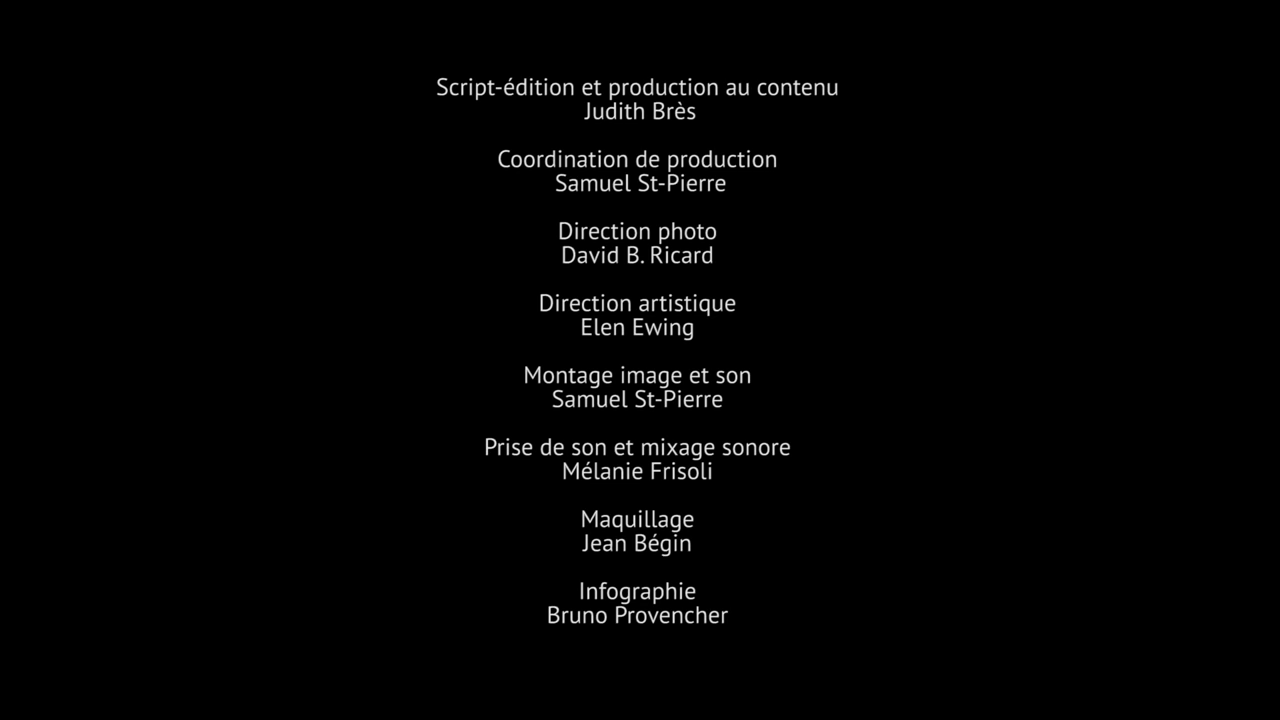 Script-édition et production au contenu
Judith Brès
Coordination de production
Samuel St-Pierre
Direction photo
David B. Ricard
Direction artistique
Elen Ewing
Montage image et son
Samuel St-Pierre
Prise de son et mixage sonore
Mélanie Frisoli
Maquillage
Jean Bégin
Infographie
Bruno Provencher